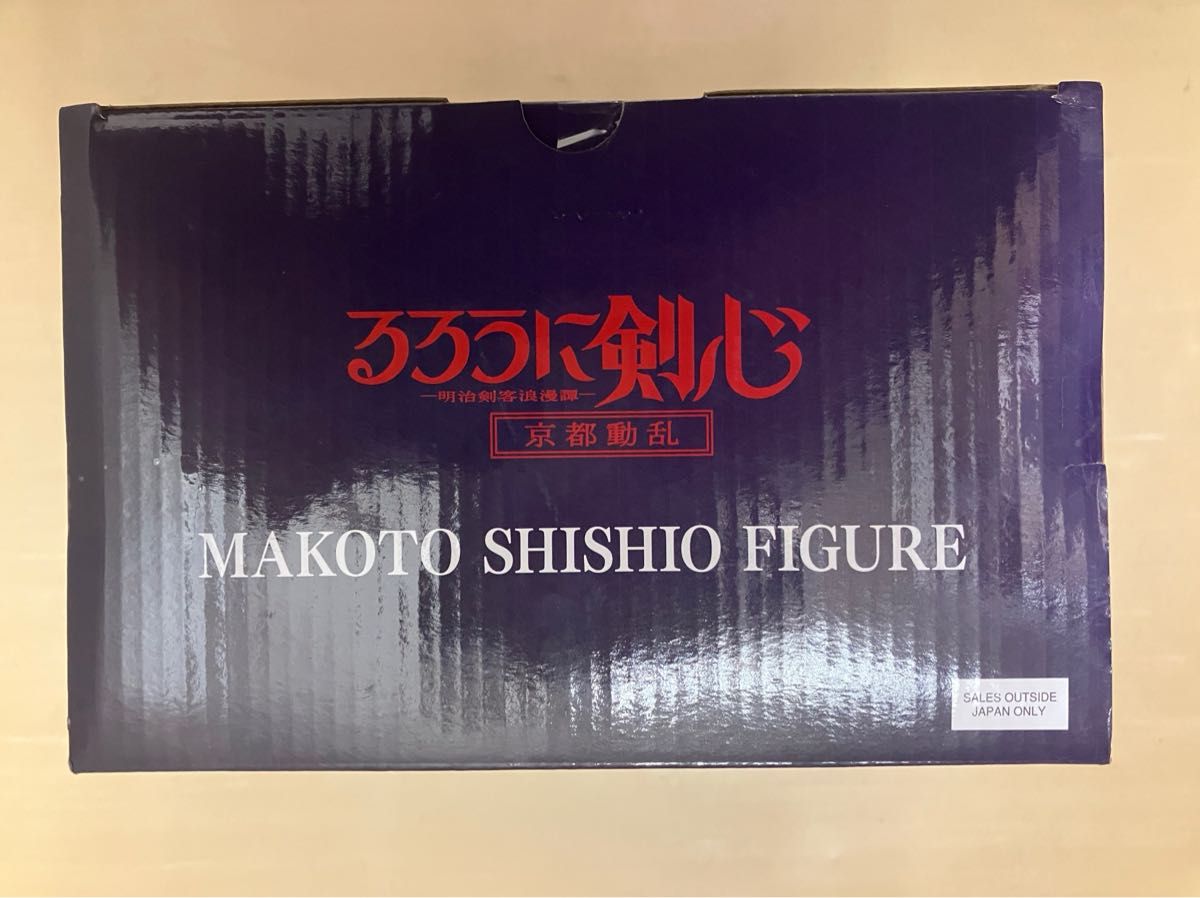 るろうに剣心
―明治剣客浪漫譚―
京都動乱
MAKOTO SHISHIO FIGURE
SALES OUTSIDE
JAPAN ONLY